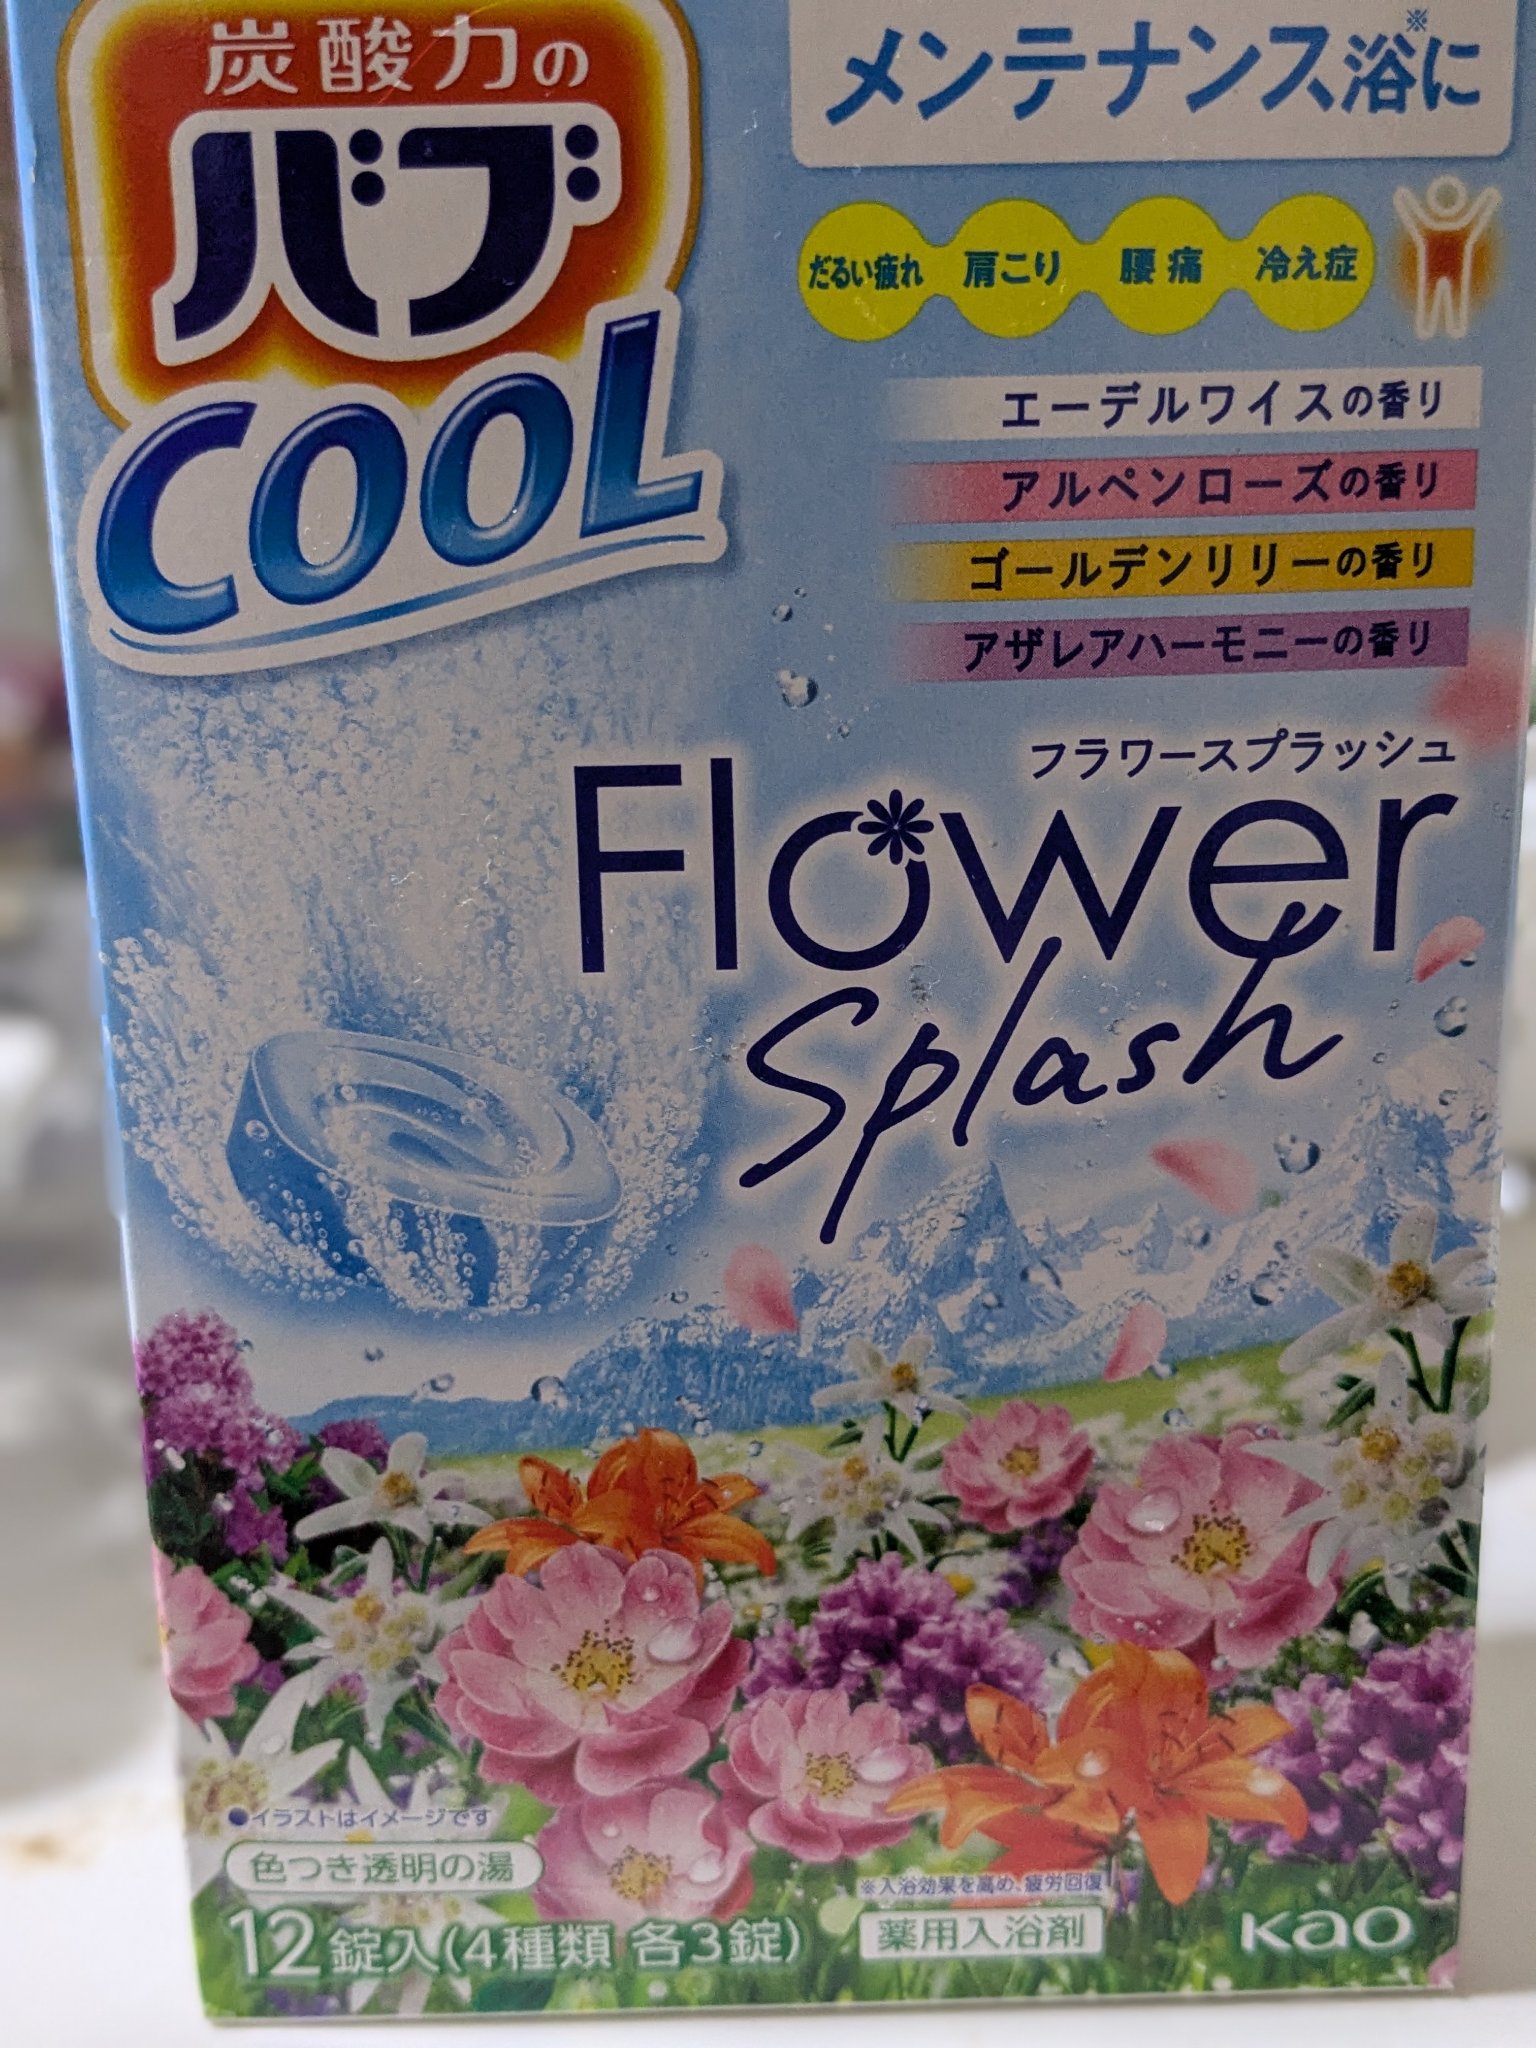 炭酸力の
バブ
COOL
メンテナンス浴に※
だるい疲れ 肩こり 腰痛 冷え症
エーデルワイスの香り
アルペンローズの香り
ゴールデンリリーの香り
アザレアハーモニーの香り
フラワースプラッシュ
Flower
Splash
●イラストはイメージです
色つき透明の湯
12錠入(4種類 各3錠)
※入浴効果を高め、疲労回復
薬用入浴剤
Kao